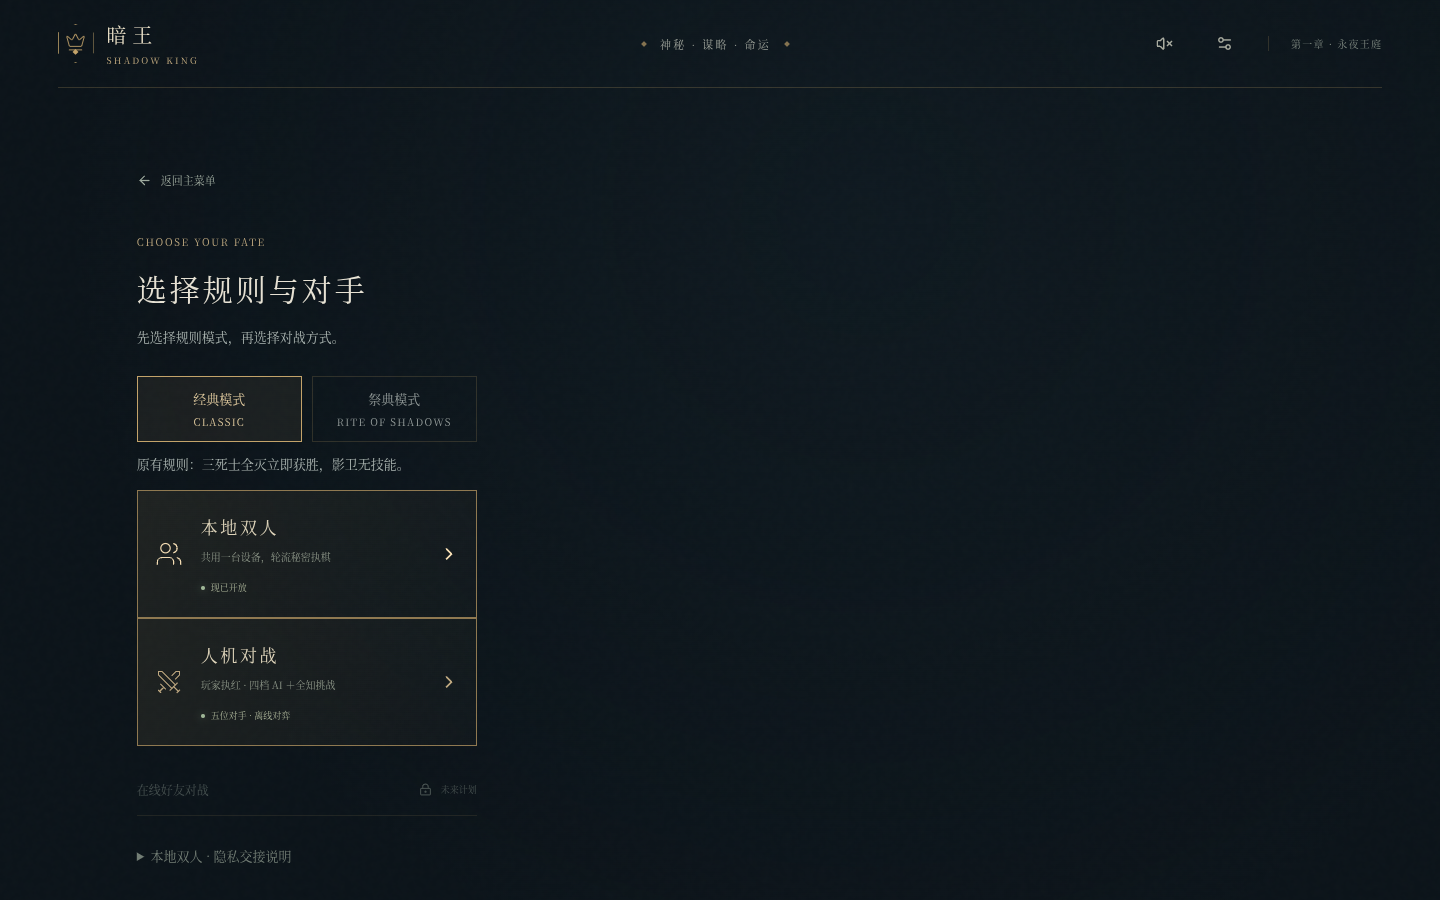 暗王
SHADOW KING
神秘 · 谋略 · 命运
第一章 · 永夜王庭
返回主菜单
CHOOSE YOUR FATE
选择规则与对手
先选择规则模式，再选择对战方式。
经典模式
CLASSIC
祭典模式
RITE OF SHADOWS
原有规则：三死士全灭立即获胜，影卫无技能。
本地双人
共用一台设备，轮流秘密执棋
现已开放
人机对战
玩家执红 · 四档 AI ＋全知挑战
五位对手 · 离线对弈
在线好友对战
未来计划
本地双人 · 隐私交接说明